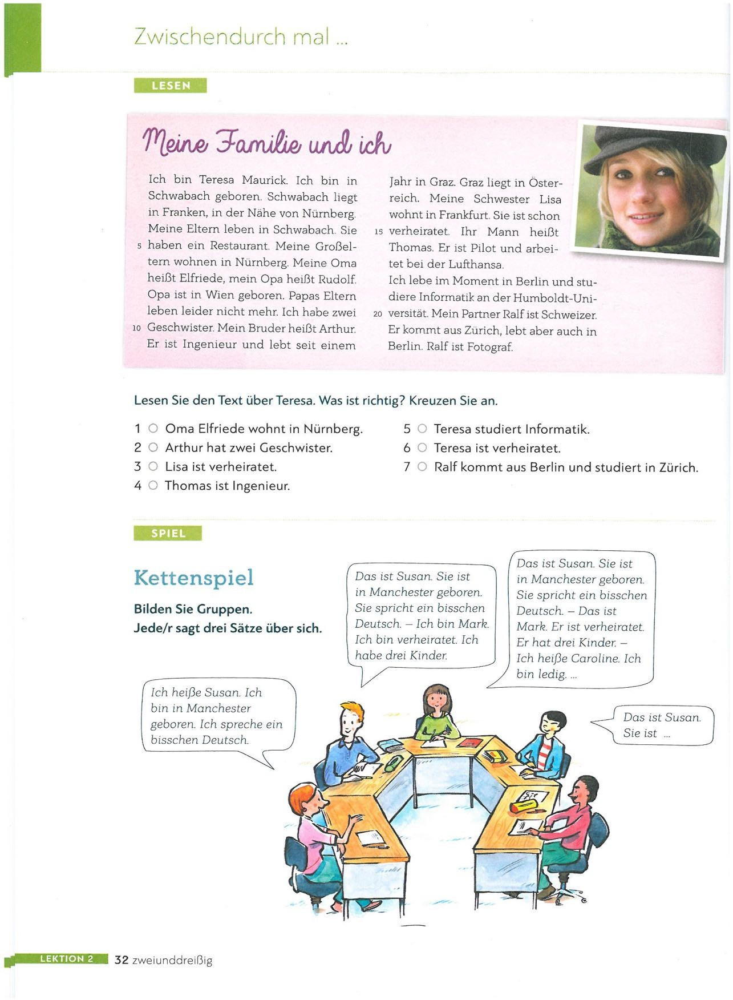 Zwischendurch mal ...
LESEN
Meine Familie und ich
Ich bin Teresa Maurick. Ich bin in
Schwabach geboren. Schwabach liegt
in Franken, in der Nähe von Nürnberg.
Meine Eltern leben in Schwabach. Sie
5 haben ein Restaurant. Meine Großel-
tern wohnen in Nürnberg. Meine Oma
heißt Elfriede, mein Opa heißt Rudolf.
Opa ist in Wien geboren. Papas Eltern
leben leider nicht mehr. Ich habe zwei
10 Geschwister. Mein Bruder heißt Arthur.
Er ist Ingenieur und lebt seit einem
Jahr in Graz. Graz liegt in Öster-
reich. Meine Schwester Lisa
wohnt in Frankfurt. Sie ist schon
15 verheiratet. Ihr Mann heißt
Thomas. Er ist Pilot und arbei-
tet bei der Lufthansa.
Ich lebe im Moment in Berlin und stu-
diere Informatik an der Humboldt-Uni-
20 versität. Mein Partner Ralf ist Schweizer.
Er kommt aus Zürich, lebt aber auch in
Berlin. Ralf ist Fotograf.
Lesen Sie den Text über Teresa. Was ist richtig? Kreuzen Sie an.
1 ○ Oma Elfriede wohnt in Nürnberg.
2 ○ Arthur hat zwei Geschwister.
3 ○ Lisa ist verheiratet.
4 ○ Thomas ist Ingenieur.
5 ○ Teresa studiert Informatik.
6 ○ Teresa ist verheiratet.
7 ○ Ralf kommt aus Berlin und studiert in Zürich.
SPIEL
Kettenspiel
Bilden Sie Gruppen.
Jede/r sagt drei Sätze über sich.
Ich heiße Susan. Ich
bin in Manchester
geboren. Ich spreche ein
bisschen Deutsch.
Das ist Susan. Sie ist
in Manchester geboren.
Sie spricht ein bisschen
Deutsch. – Ich bin Mark.
Ich bin verheiratet. Ich
habe drei Kinder.
Das ist Susan. Sie ist
in Manchester geboren.
Sie spricht ein bisschen
Deutsch. – Das ist
Mark. Er ist verheiratet.
Er hat drei Kinder. –
Ich heiße Caroline. Ich
bin ledig. ...
Das ist Susan.
Sie ist ...
LEKTION 2
32 zweiunddreißig